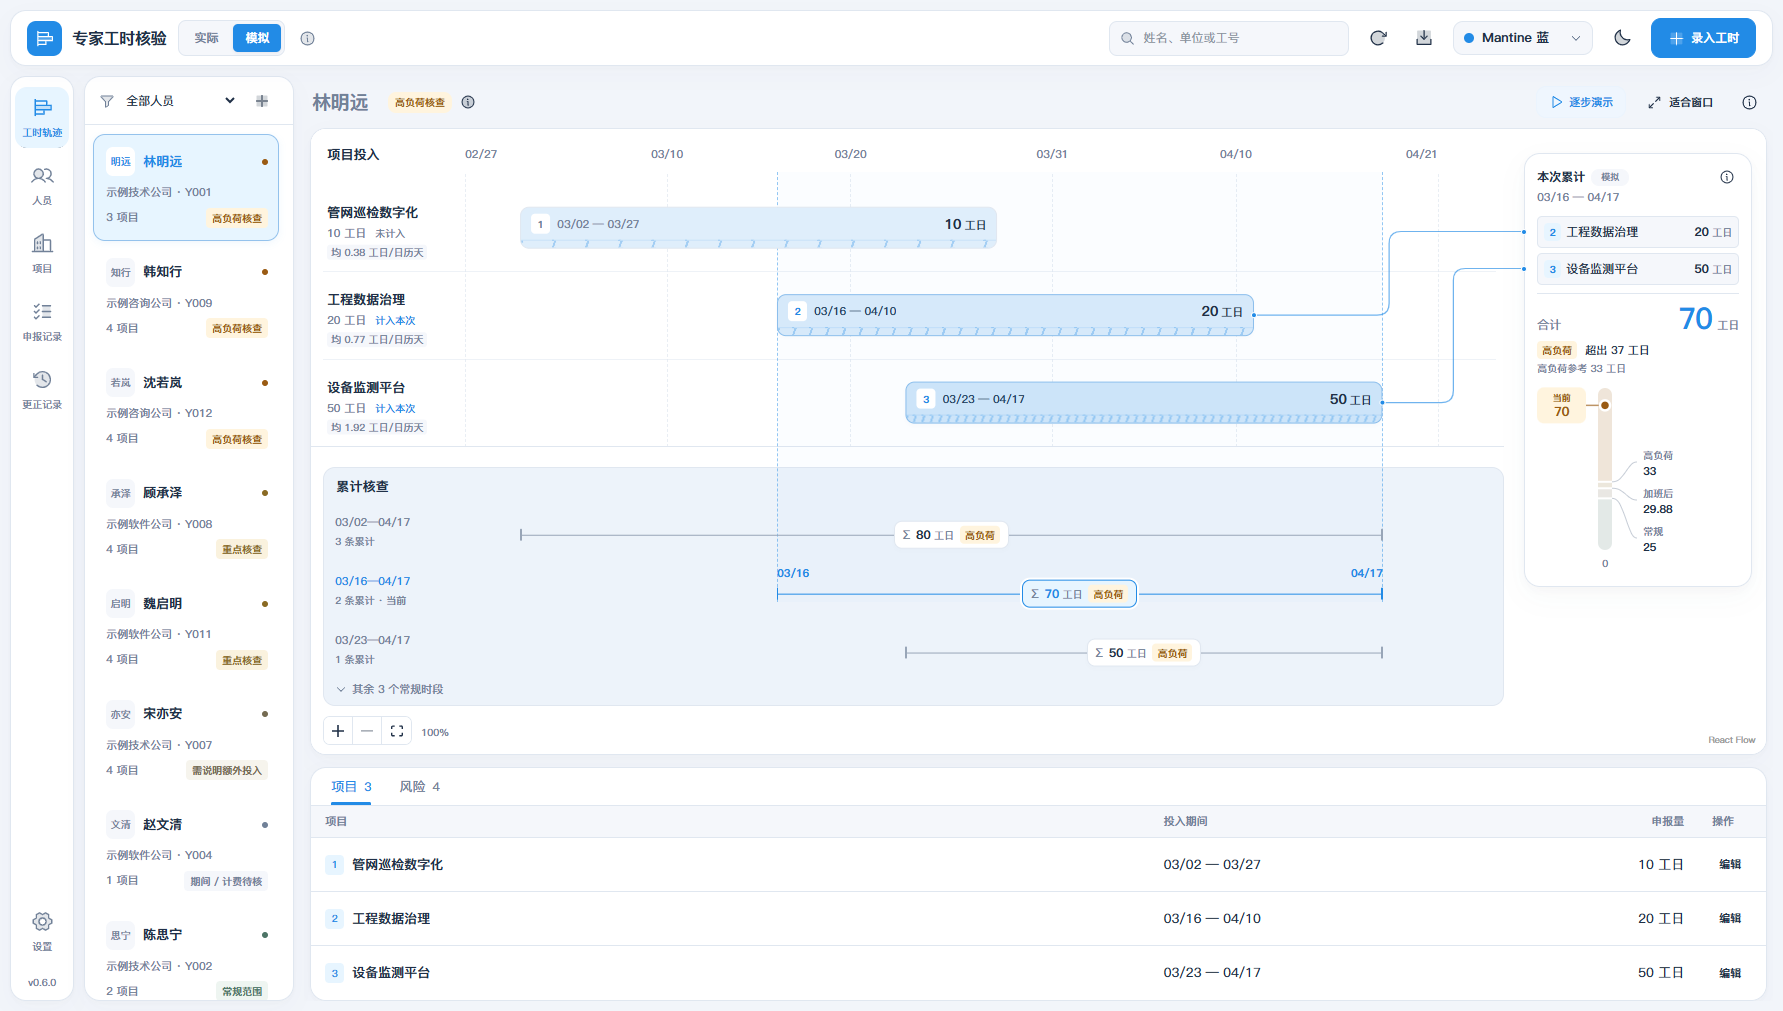 专家工时核验
实际
模拟
姓名、单位或工号
Mantine 蓝
录入工时
工时轨迹
人员
项目
申报记录
更正记录
设置
v0.6.0
全部人员
明远 林明远
示例技术公司 · Y001
3 项目 高负荷核查
知行 韩知行
示例咨询公司 · Y009
4 项目 高负荷核查
若岚 沈若岚
示例咨询公司 · Y012
4 项目 高负荷核查
承泽 顾承泽
示例软件公司 · Y008
4 项目 重点核查
启明 魏启明
示例软件公司 · Y011
4 项目 重点核查
亦安 宋亦安
示例技术公司 · Y007
4 项目 需说明额外投入
文清 赵文清
示例软件公司 · Y004
1 项目 期间 / 计费待核
思宁 陈思宁
示例技术公司 · Y002
2 项目 常规范围
林明远 高负荷核查
逐步演示
适合窗口
项目投入 02/27 03/10 03/20 03/31 04/10 04/21
管网巡检数字化
10 工日 未计入
均 0.38 工日/日历天
1 03/02 — 03/27 10 工日
工程数据治理
20 工日 计入本次
均 0.77 工日/日历天
2 03/16 — 04/10 20 工日
设备监测平台
50 工日 计入本次
均 1.92 工日/日历天
3 03/23 — 04/17 50 工日
累计核查
03/02—04/17
3 条累计
Σ 80 工日 高负荷
03/16 04/17
03/16—04/17
2 条累计 · 当前
Σ 70 工日 高负荷
03/23—04/17
1 条累计
Σ 50 工日 高负荷
其余 3 个常规时段
100%
React Flow
本次累计 模拟
03/16 — 04/17
2 工程数据治理 20 工日
3 设备监测平台 50 工日
合计 70 工日
高负荷 超出 37 工日
高负荷参考 33 工日
当前
70
高负荷
33
加班后
29.88
常规
25
0
项目 3 风险 4
项目 投入期间 申报量 操作
1 管网巡检数字化 03/02 — 03/27 10 工日 编辑
2 工程数据治理 03/16 — 04/10 20 工日 编辑
3 设备监测平台 03/23 — 04/17 50 工日 编辑